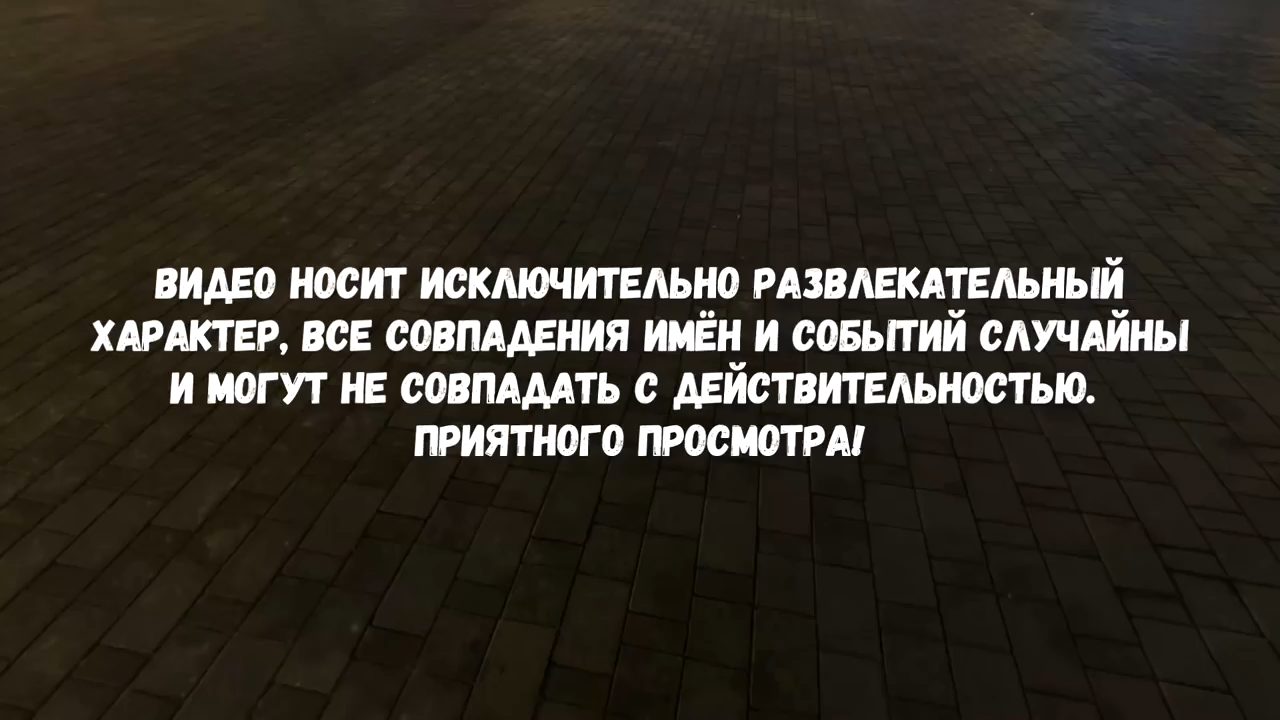 ВИДЕО НОСИТ ИСКЛЮЧИТЕЛЬНО РАЗВЛЕКАТЕЛЬНЫЙ
ХАРАКТЕР, ВСЕ СОВПАДЕНИЯ ИМЁН И СОБЫТИЙ СЛУЧАЙНЫ
И МОГУТ НЕ СОВПАДАТЬ С ДЕЙСТВИТЕЛЬНОСТЬЮ.
ПРИЯТНОГО ПРОСМОТРА!